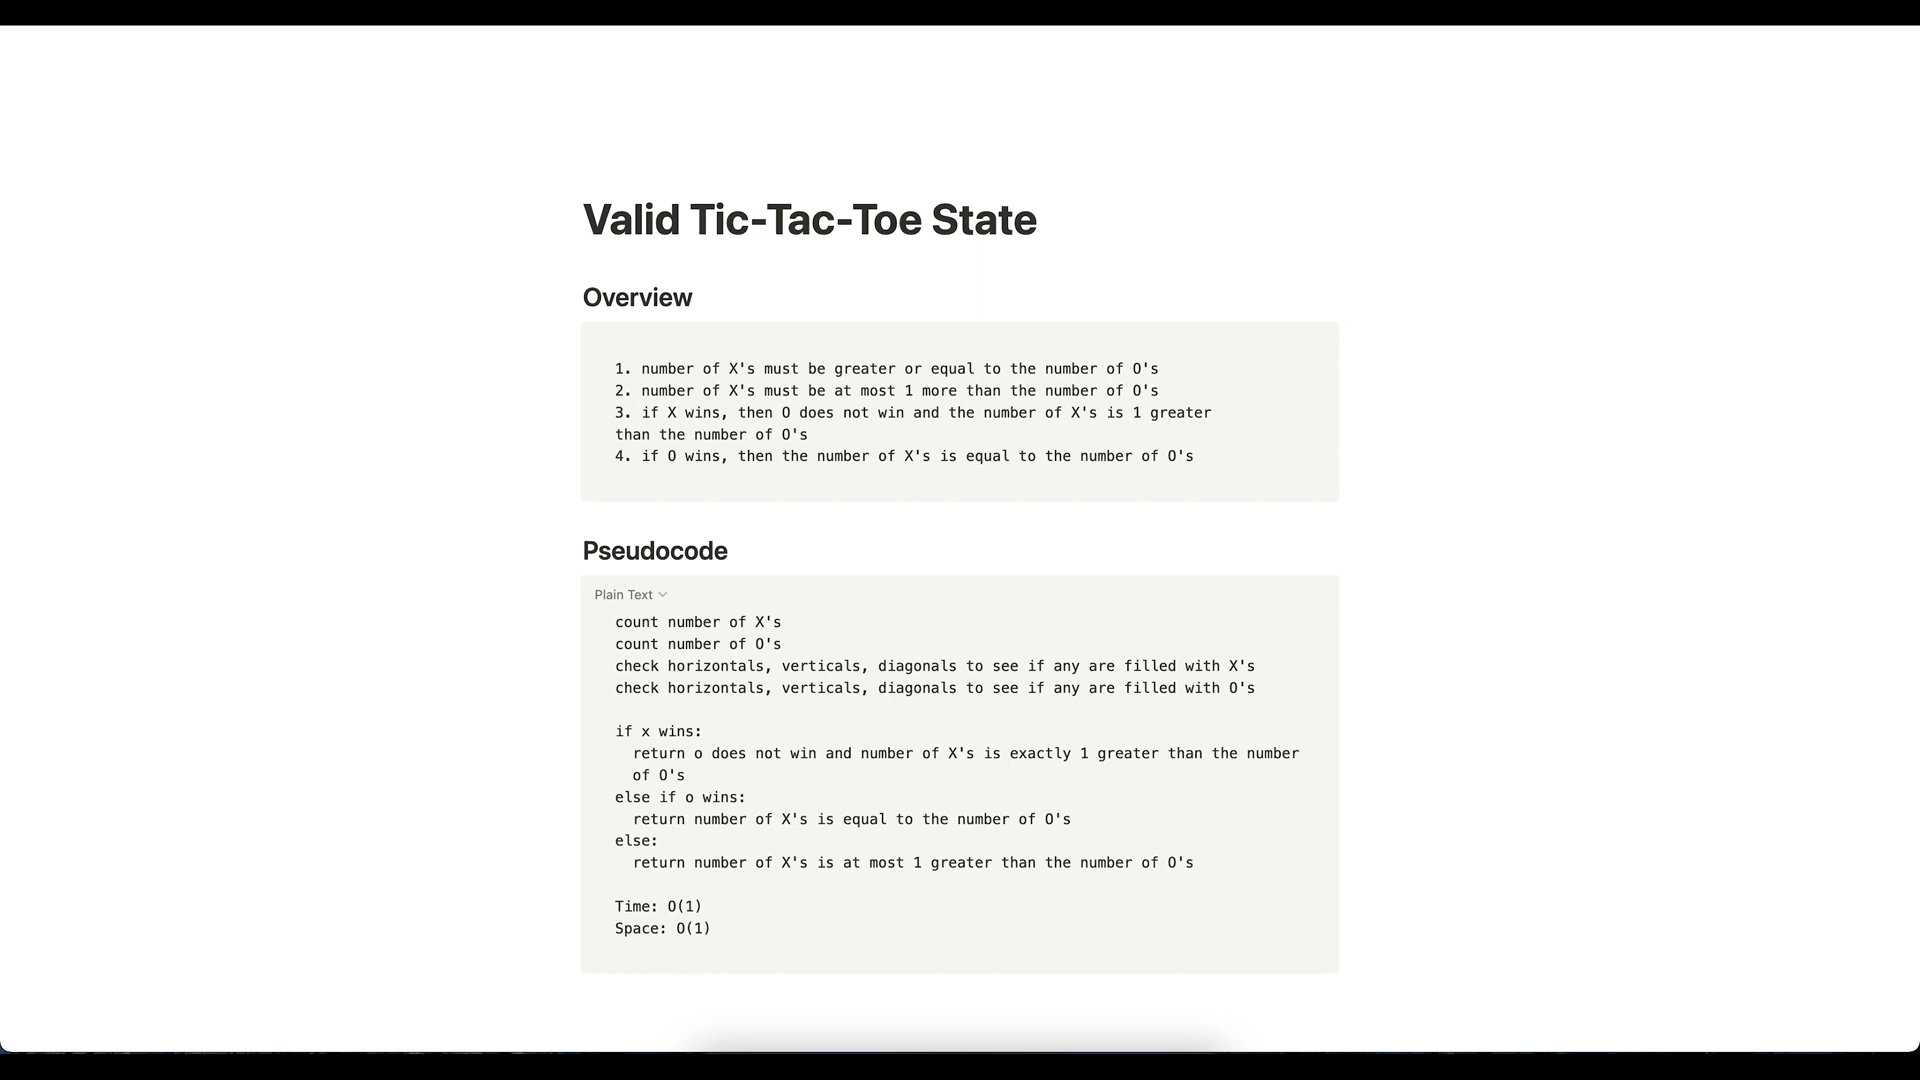 Valid Tic-Tac-Toe State
Overview
1. number of X's must be greater or equal to the number of O's
2. number of X's must be at most 1 more than the number of O's
3. if X wins, then O does not win and the number of X's is 1 greater
than the number of O's
4. if O wins, then the number of X's is equal to the number of O's
Pseudocode
Plain Text
count number of X's
count number of O's
check horizontals, verticals, diagonals to see if any are filled with X's
check horizontals, verticals, diagonals to see if any are filled with O's
if x wins:
return o does not win and number of X's is exactly 1 greater than the number
of O's
else if o wins:
return number of X's is equal to the number of O's
else:
return number of X's is at most 1 greater than the number of O's
Time: O(1)
Space: O(1)